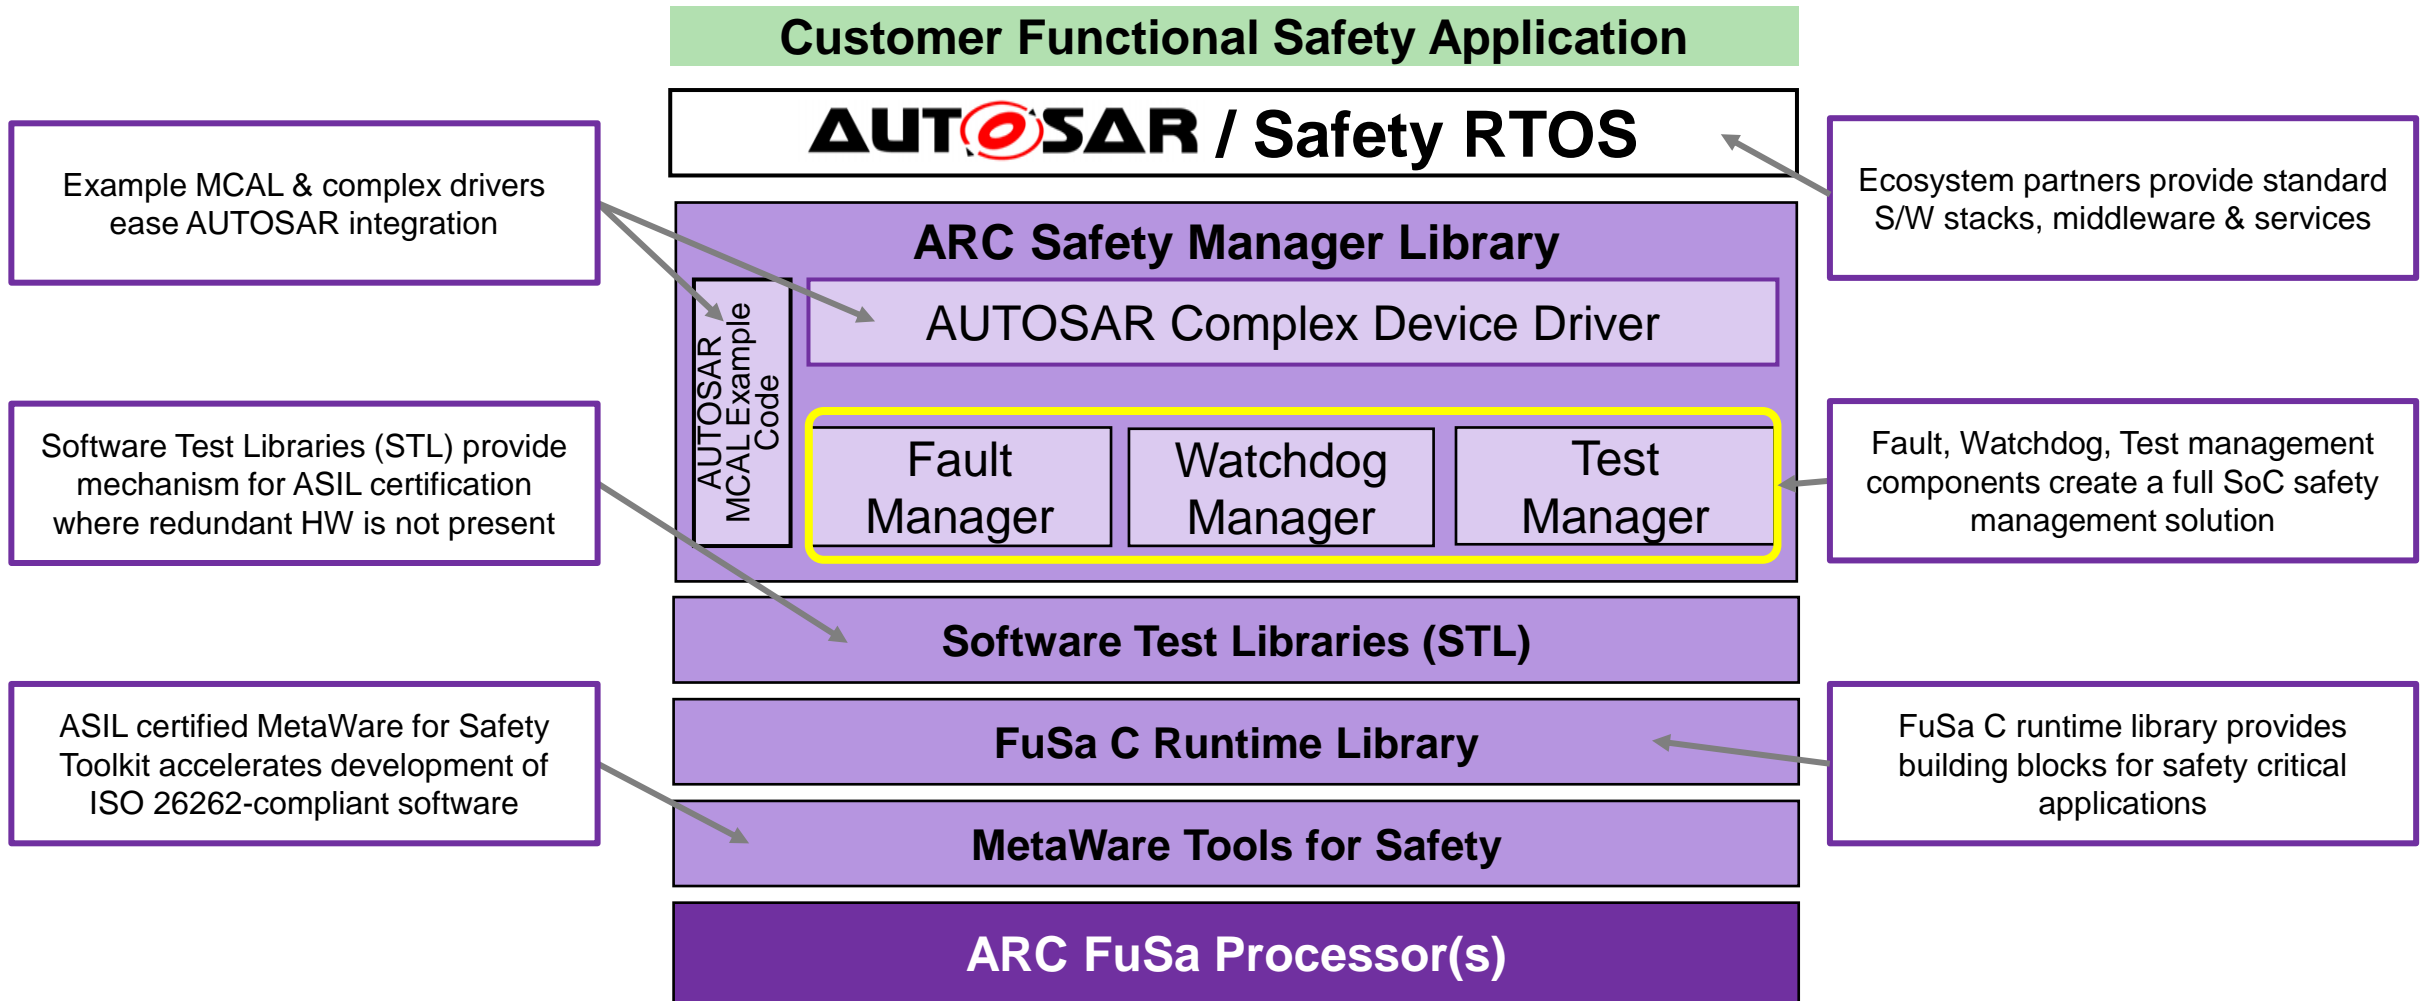 Customer Functional Safety Application
AUTOSAR / Safety RTOS
Example MCAL & complex drivers
ease AUTOSAR integration
Ecosystem partners provide standard
S/W stacks, middleware & services
ARC Safety Manager Library
AUTOSAR
MCAL Example
Code
AUTOSAR Complex Device Driver
Fault
Manager
Watchdog
Manager
Test
Manager
Software Test Libraries (STL) provide
mechanism for ASIL certification
where redundant HW is not present
Fault, Watchdog, Test management
components create a full SoC safety
management solution
Software Test Libraries (STL)
FuSa C Runtime Library
ASIL certified MetaWare for Safety
Toolkit accelerates development of
ISO 26262-compliant software
FuSa C runtime library provides
building blocks for safety critical
applications
MetaWare Tools for Safety
ARC FuSa Processor(s)